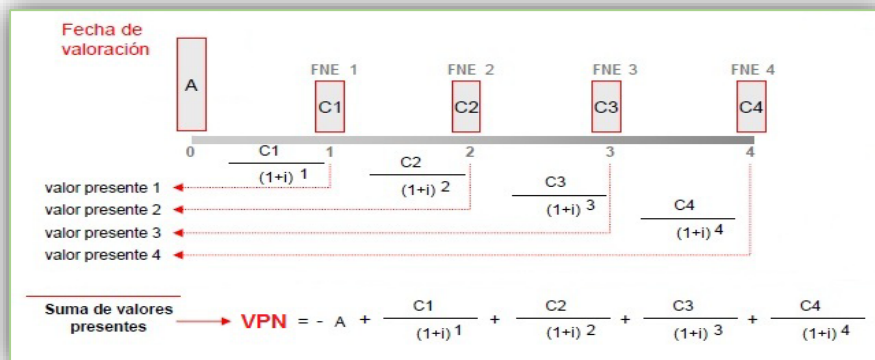 Fecha de
valoración
FNE 1 FNE 2 FNE 3 FNE 4
A C1 C2 C3 C4
0 1 2 3 4
C1
(1+i) 1
C2
(1+i) 2
C3
(1+i) 3
C4
(1+i) 4
valor presente 1
valor presente 2
valor presente 3
valor presente 4
Suma de valores
presentes
VPN = - A + C1 + C2 + C3 + C4
(1+i) 1 (1+i) 2 (1+i) 3 (1+i) 4